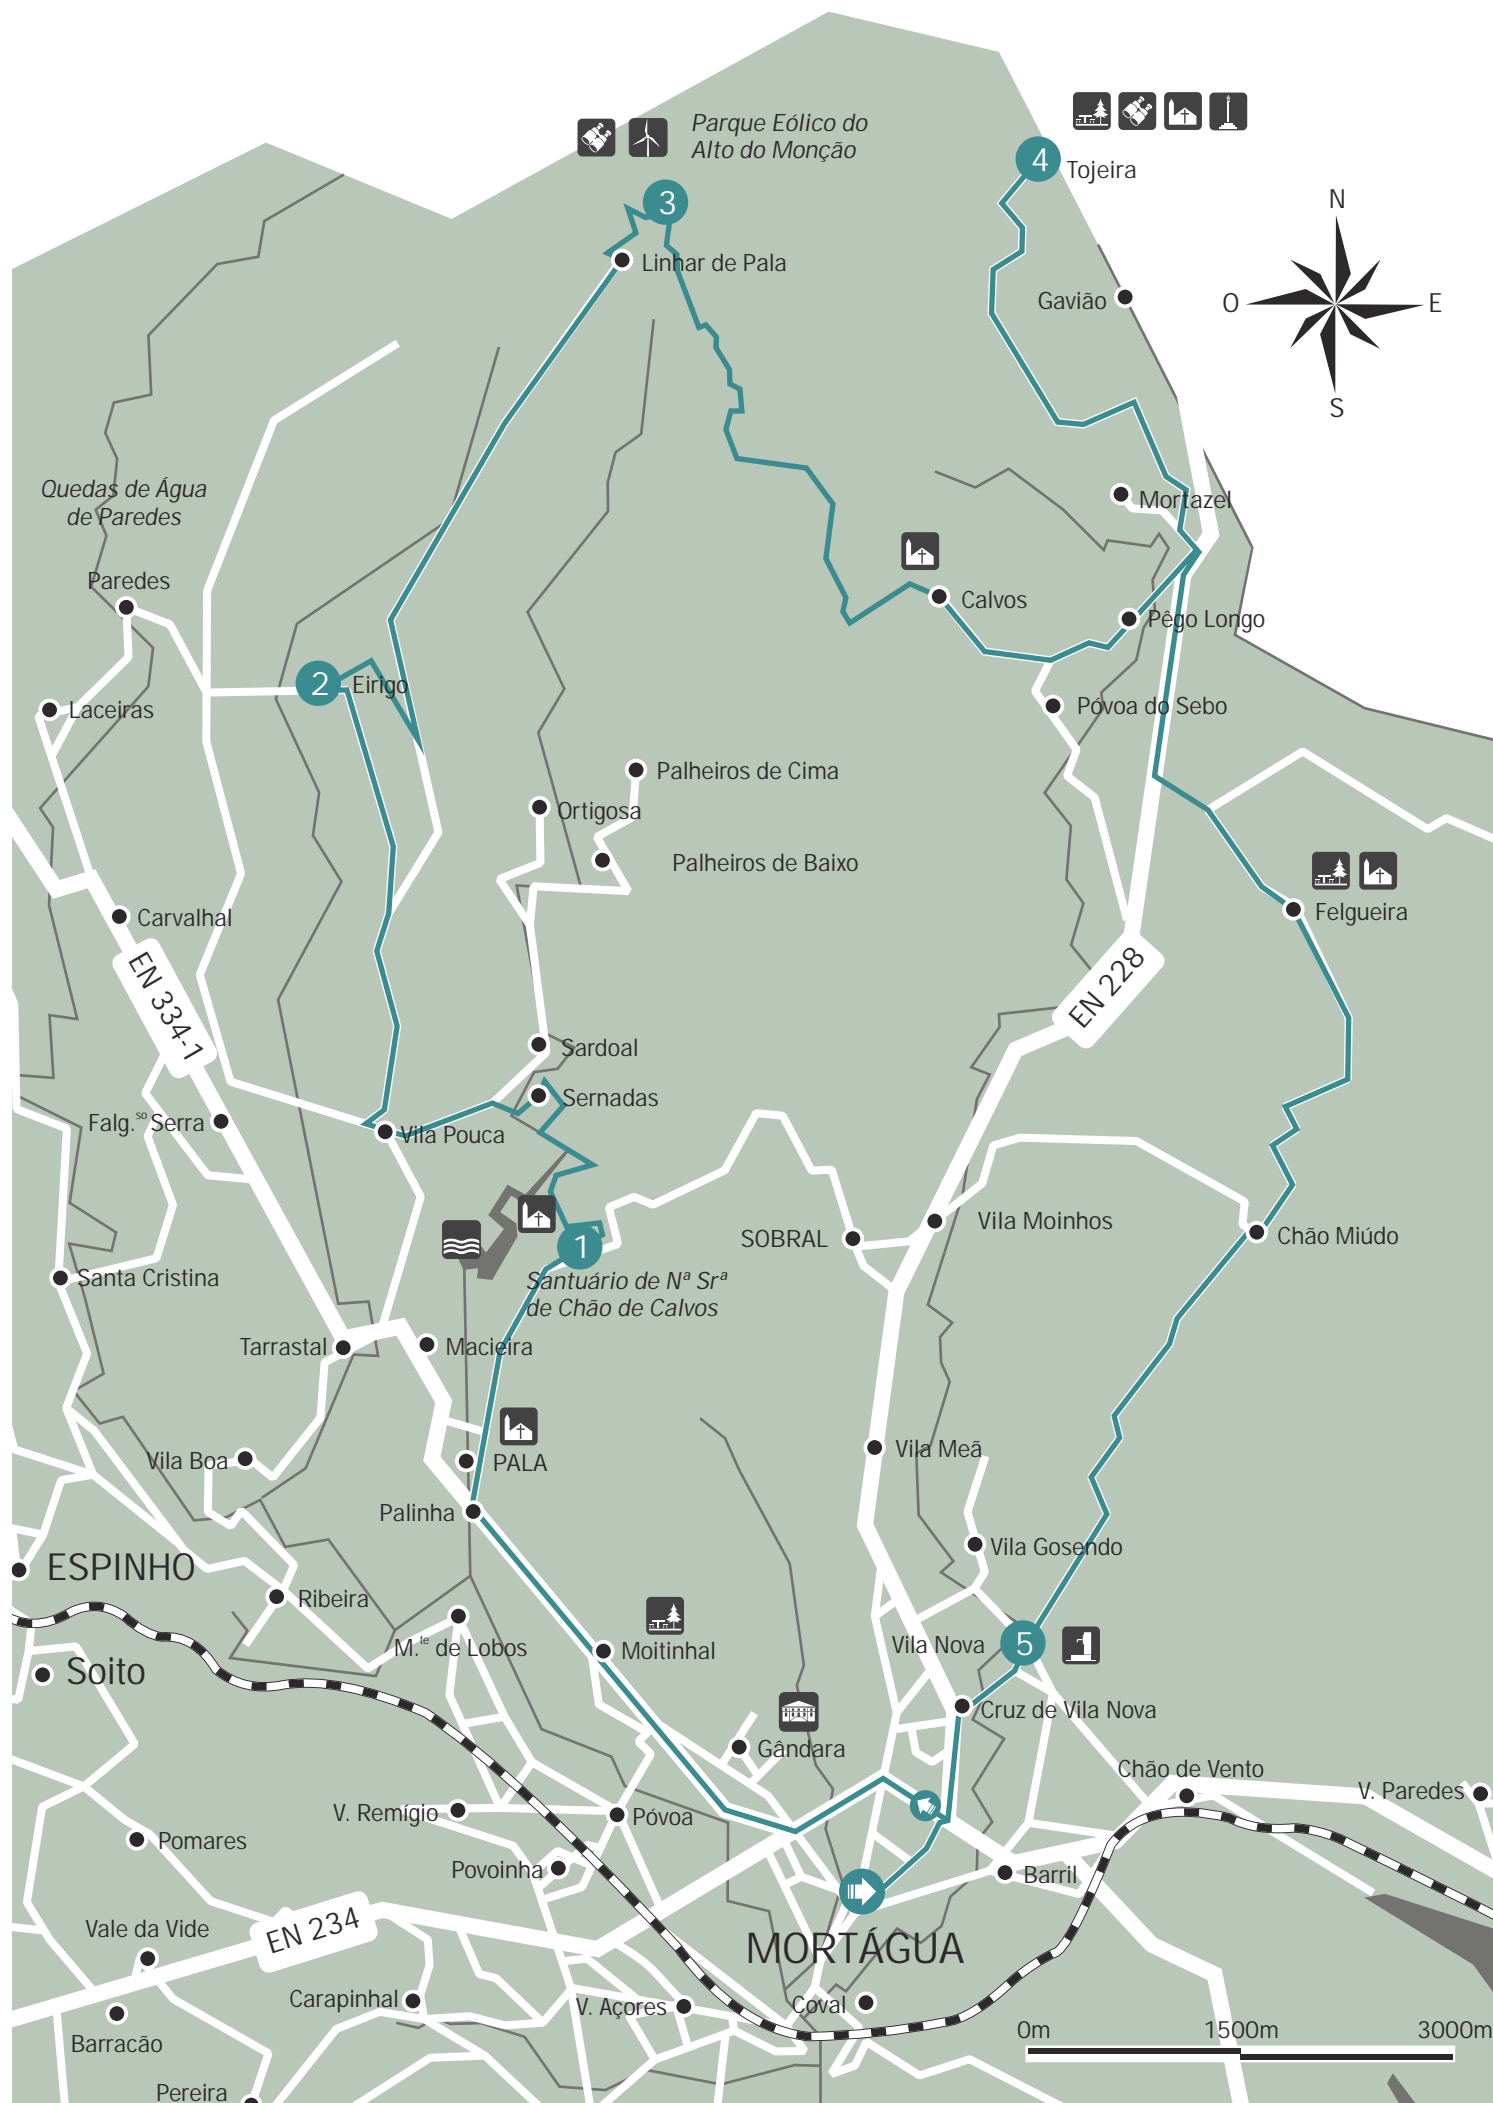 Parque Eólico do
Alto do Monção
4
Tojeira
3
N
Linhar de Pala
Gavião
O
E
S
Quedas de Água
de Paredes
Mortazel
Paredes
Calvos
Pêgo Longo
2
Eirigo
Laceiras
Póvoa do Sebo
Palheiros de Cima
Ortigosa
Palheiros de Baixo
Carvalhal
Felgueira
EN 334-1
EN 228
Sardoal
Sernadas
Falg.so Serra
Vila Pouca
Vila Moinhos
SOBRAL
Chão Miúdo
1
Santa Cristina
Santuário de Nª Srª
de Chão de Calvos
Tarrastal
Macieira
Vila Meã
Vila Boa
PALA
Palinha
Vila Gosendo
ESPINHO
Ribeira
M.te de Lobos
Moitinhal
Vila Nova
5
Soito
Cruz de Vila Nova
Gândara
Chão de Vento
V. Paredes
V. Remígio
Póvoa
Pomares
Povoinha
Barril
Vale da Vide
EN 234
MORTÁGUA
Carapinhal
V. Açores
Coval
Barracão
0m
1500m
3000m
Pereira